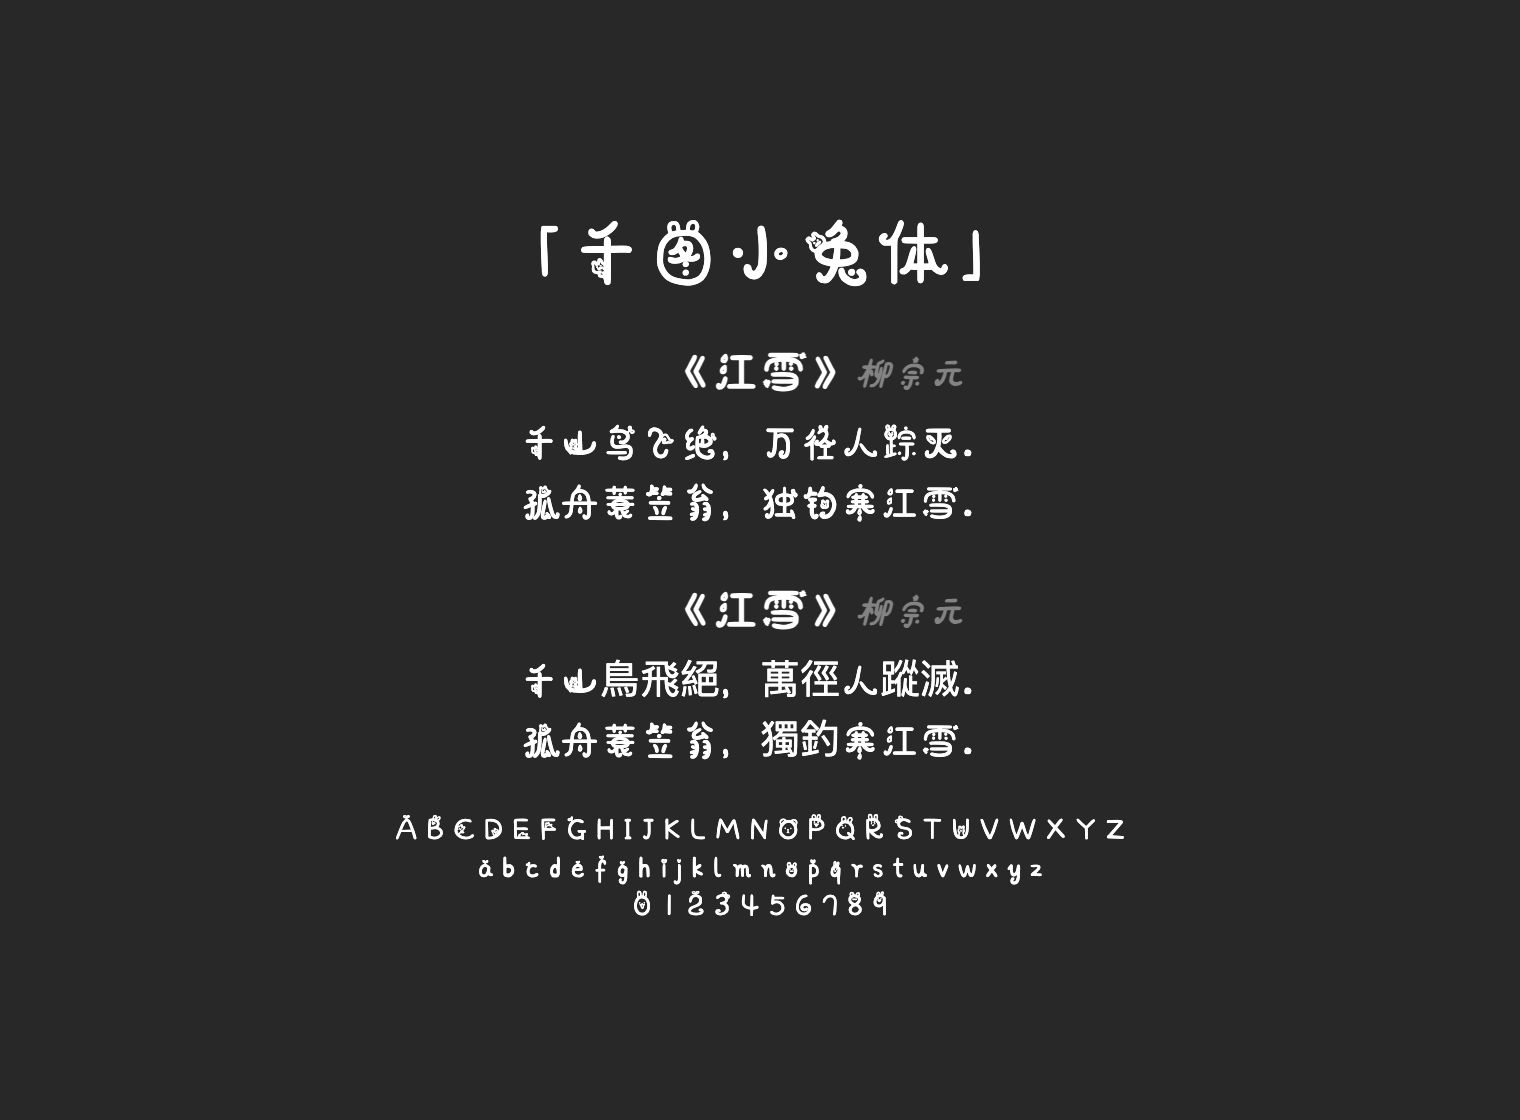 「千图小兔体」
《江雪》柳宗元
千山鸟飞绝，万径人踪灭.
孤舟蓑笠翁，独钓寒江雪.
《江雪》柳宗元
千山鳥飛絕，萬徑人蹤滅.
孤舟蓑笠翁，獨釣寒江雪.
ABCDEFGHIJKLMNOPQRSTUVWXYZ
abcdefghijklmnopqrstuvwxyz
0123456789